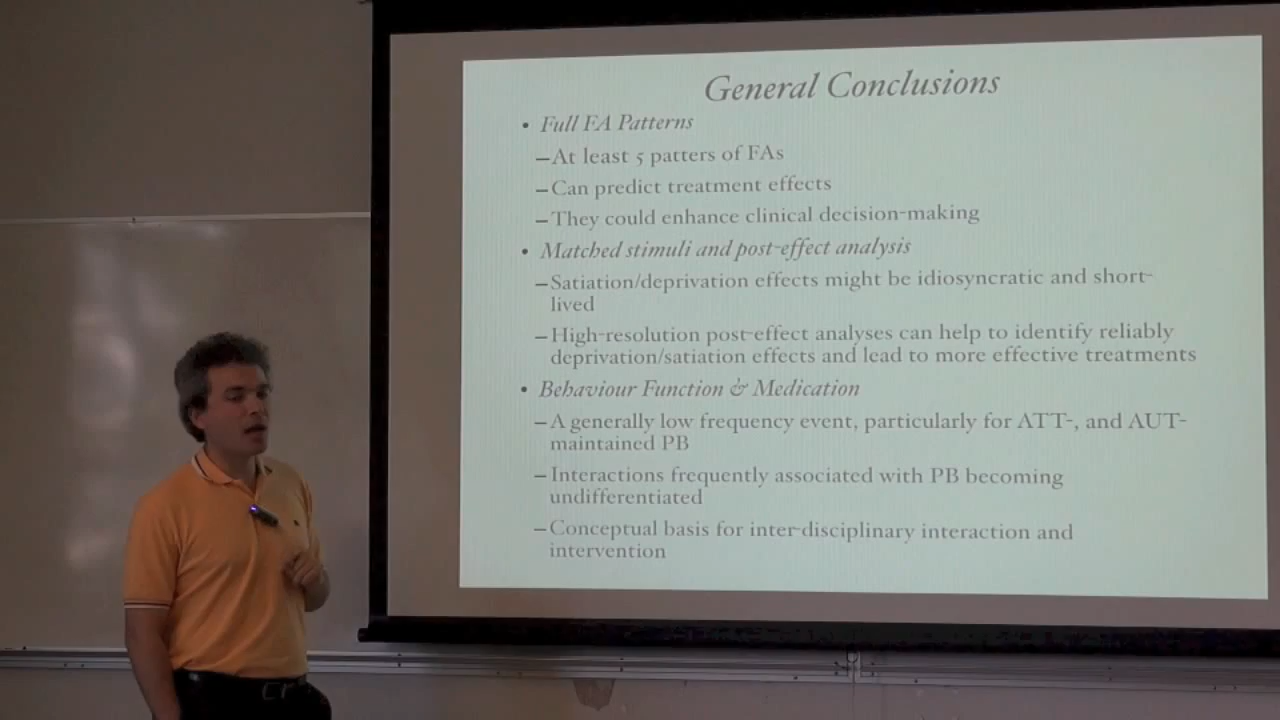 General Conclusions
• Full FA Patterns
–At least 5 patters of FAs
–Can predict treatment effects
–They could enhance clinical decision-making
• Matched stimuli and post-effect analysis
–Satiation/deprivation effects might be idiosyncratic and short-
lived
–High-resolution post-effect analyses can help to identify reliably
deprivation/satiation effects and lead to more effective treatments
• Behaviour Function & Medication
–A generally low frequency event, particularly for ATT-, and AUT-
maintained PB
–Interactions frequently associated with PB becoming
undifferentiated
–Conceptual basis for inter-disciplinary interaction and
intervention